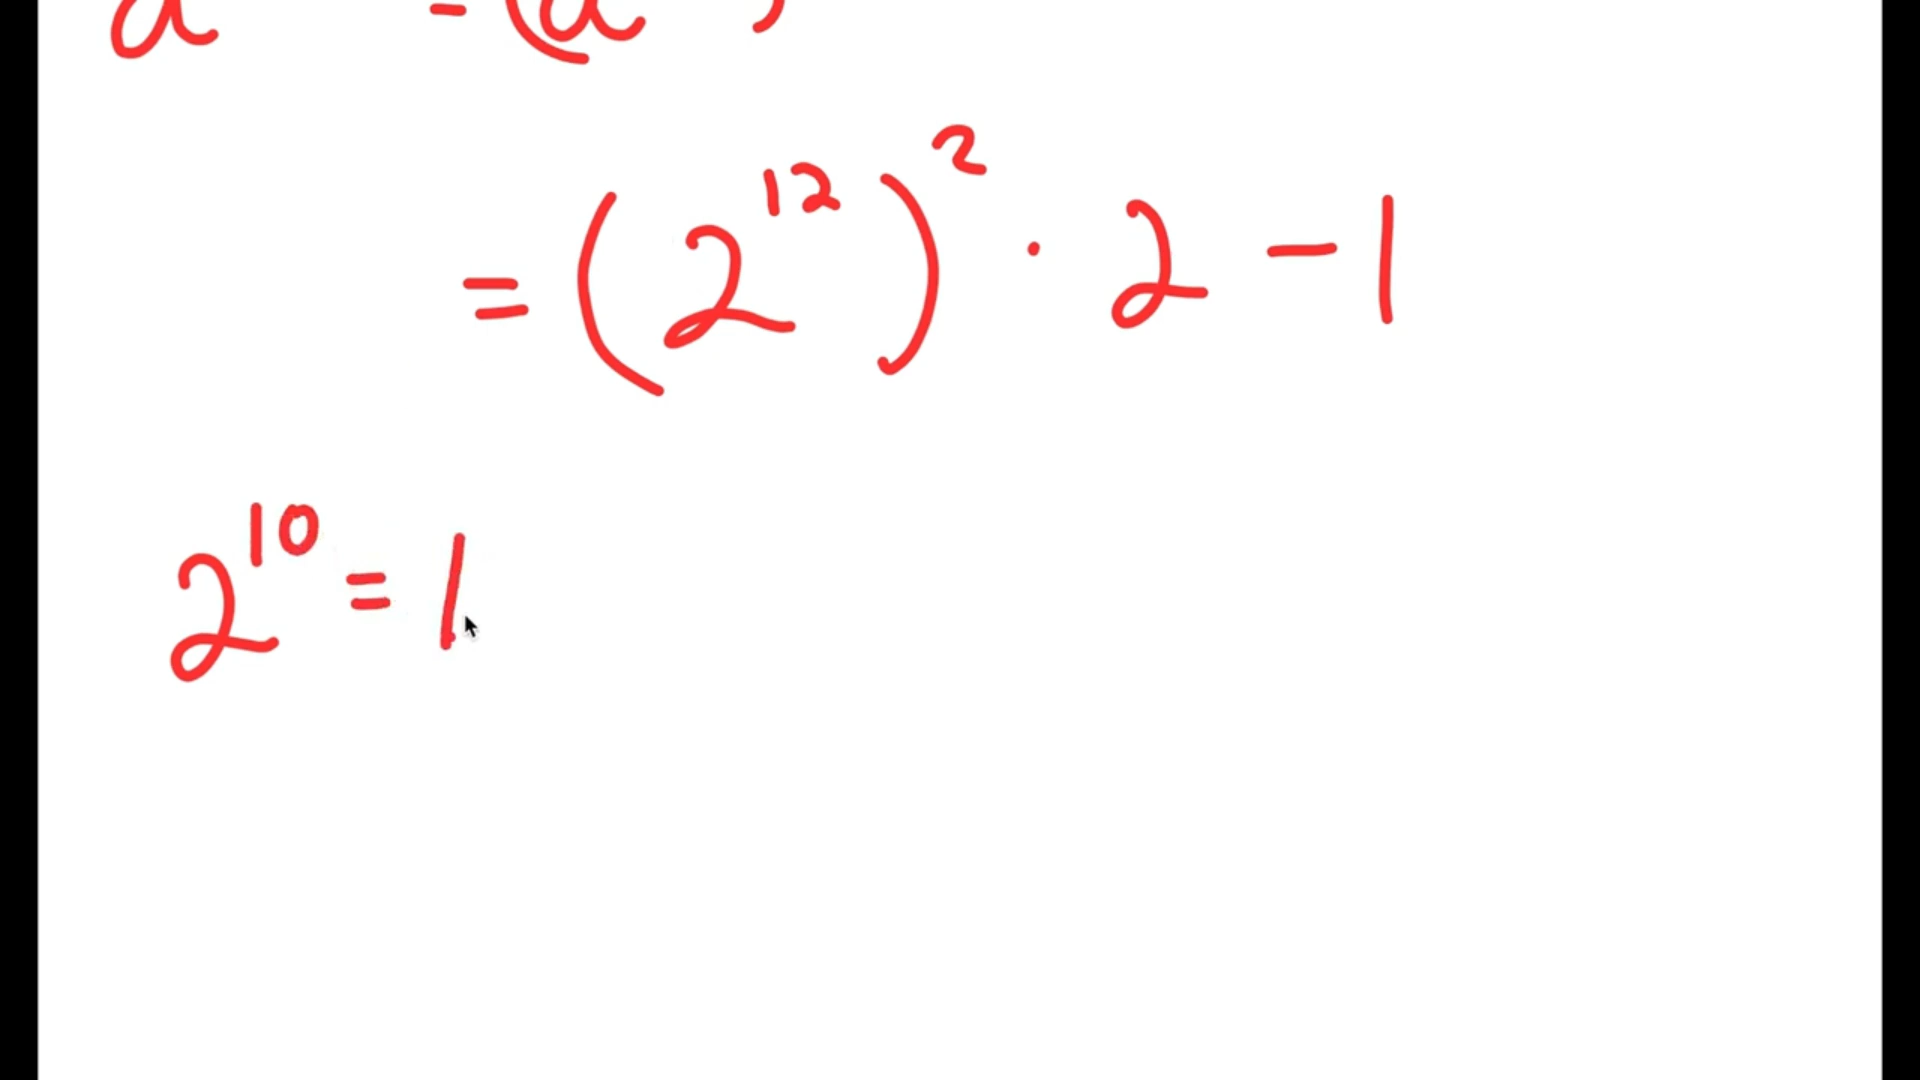 a = (a )
= (2^12)^2 · 2 - 1
2^10 = 1